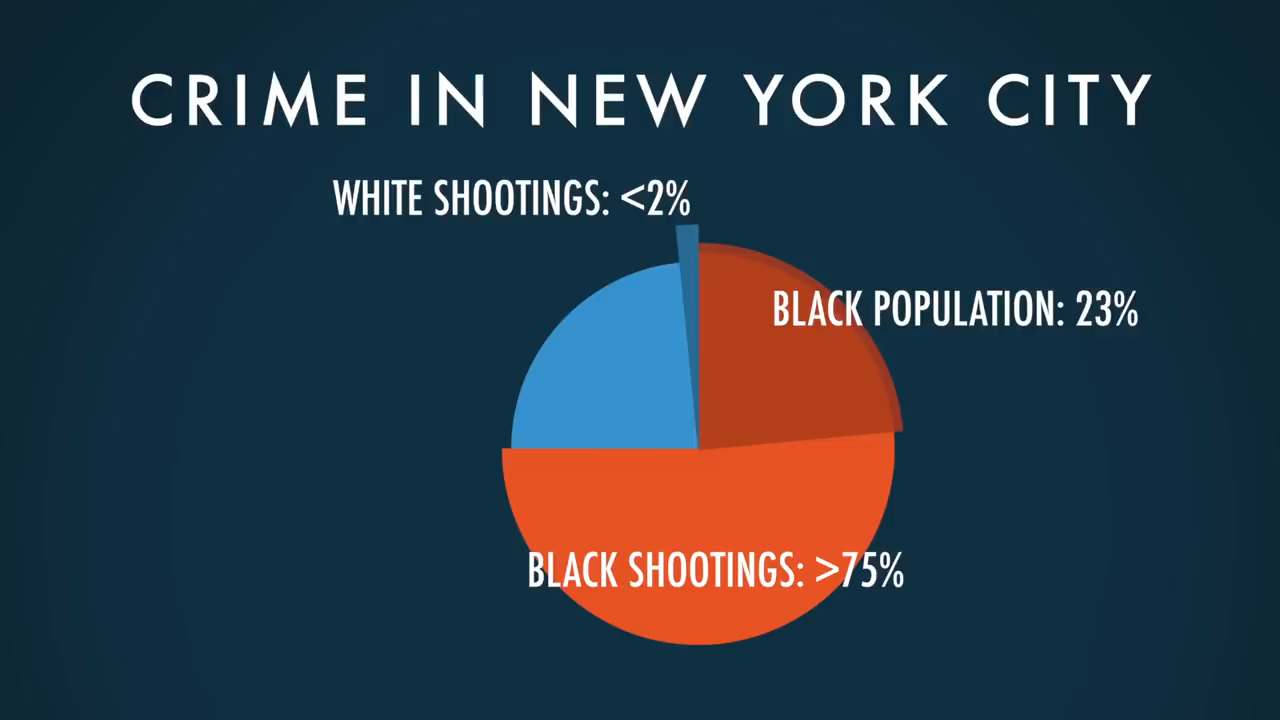 CRIME IN NEW YORK CITY
WHITE SHOOTINGS: <2%
BLACK POPULATION: 23%
BLACK SHOOTINGS: >75%